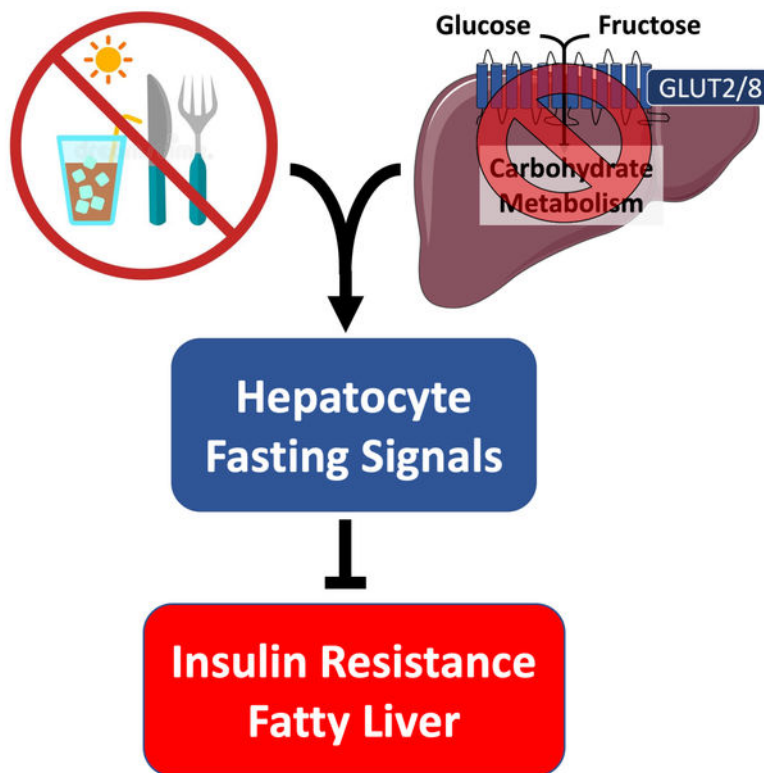 Glucose Fructose
GLUT2/8
Carbohydrate
Metabolism
Hepatocyte
Fasting Signals
Insulin Resistance
Fatty Liver